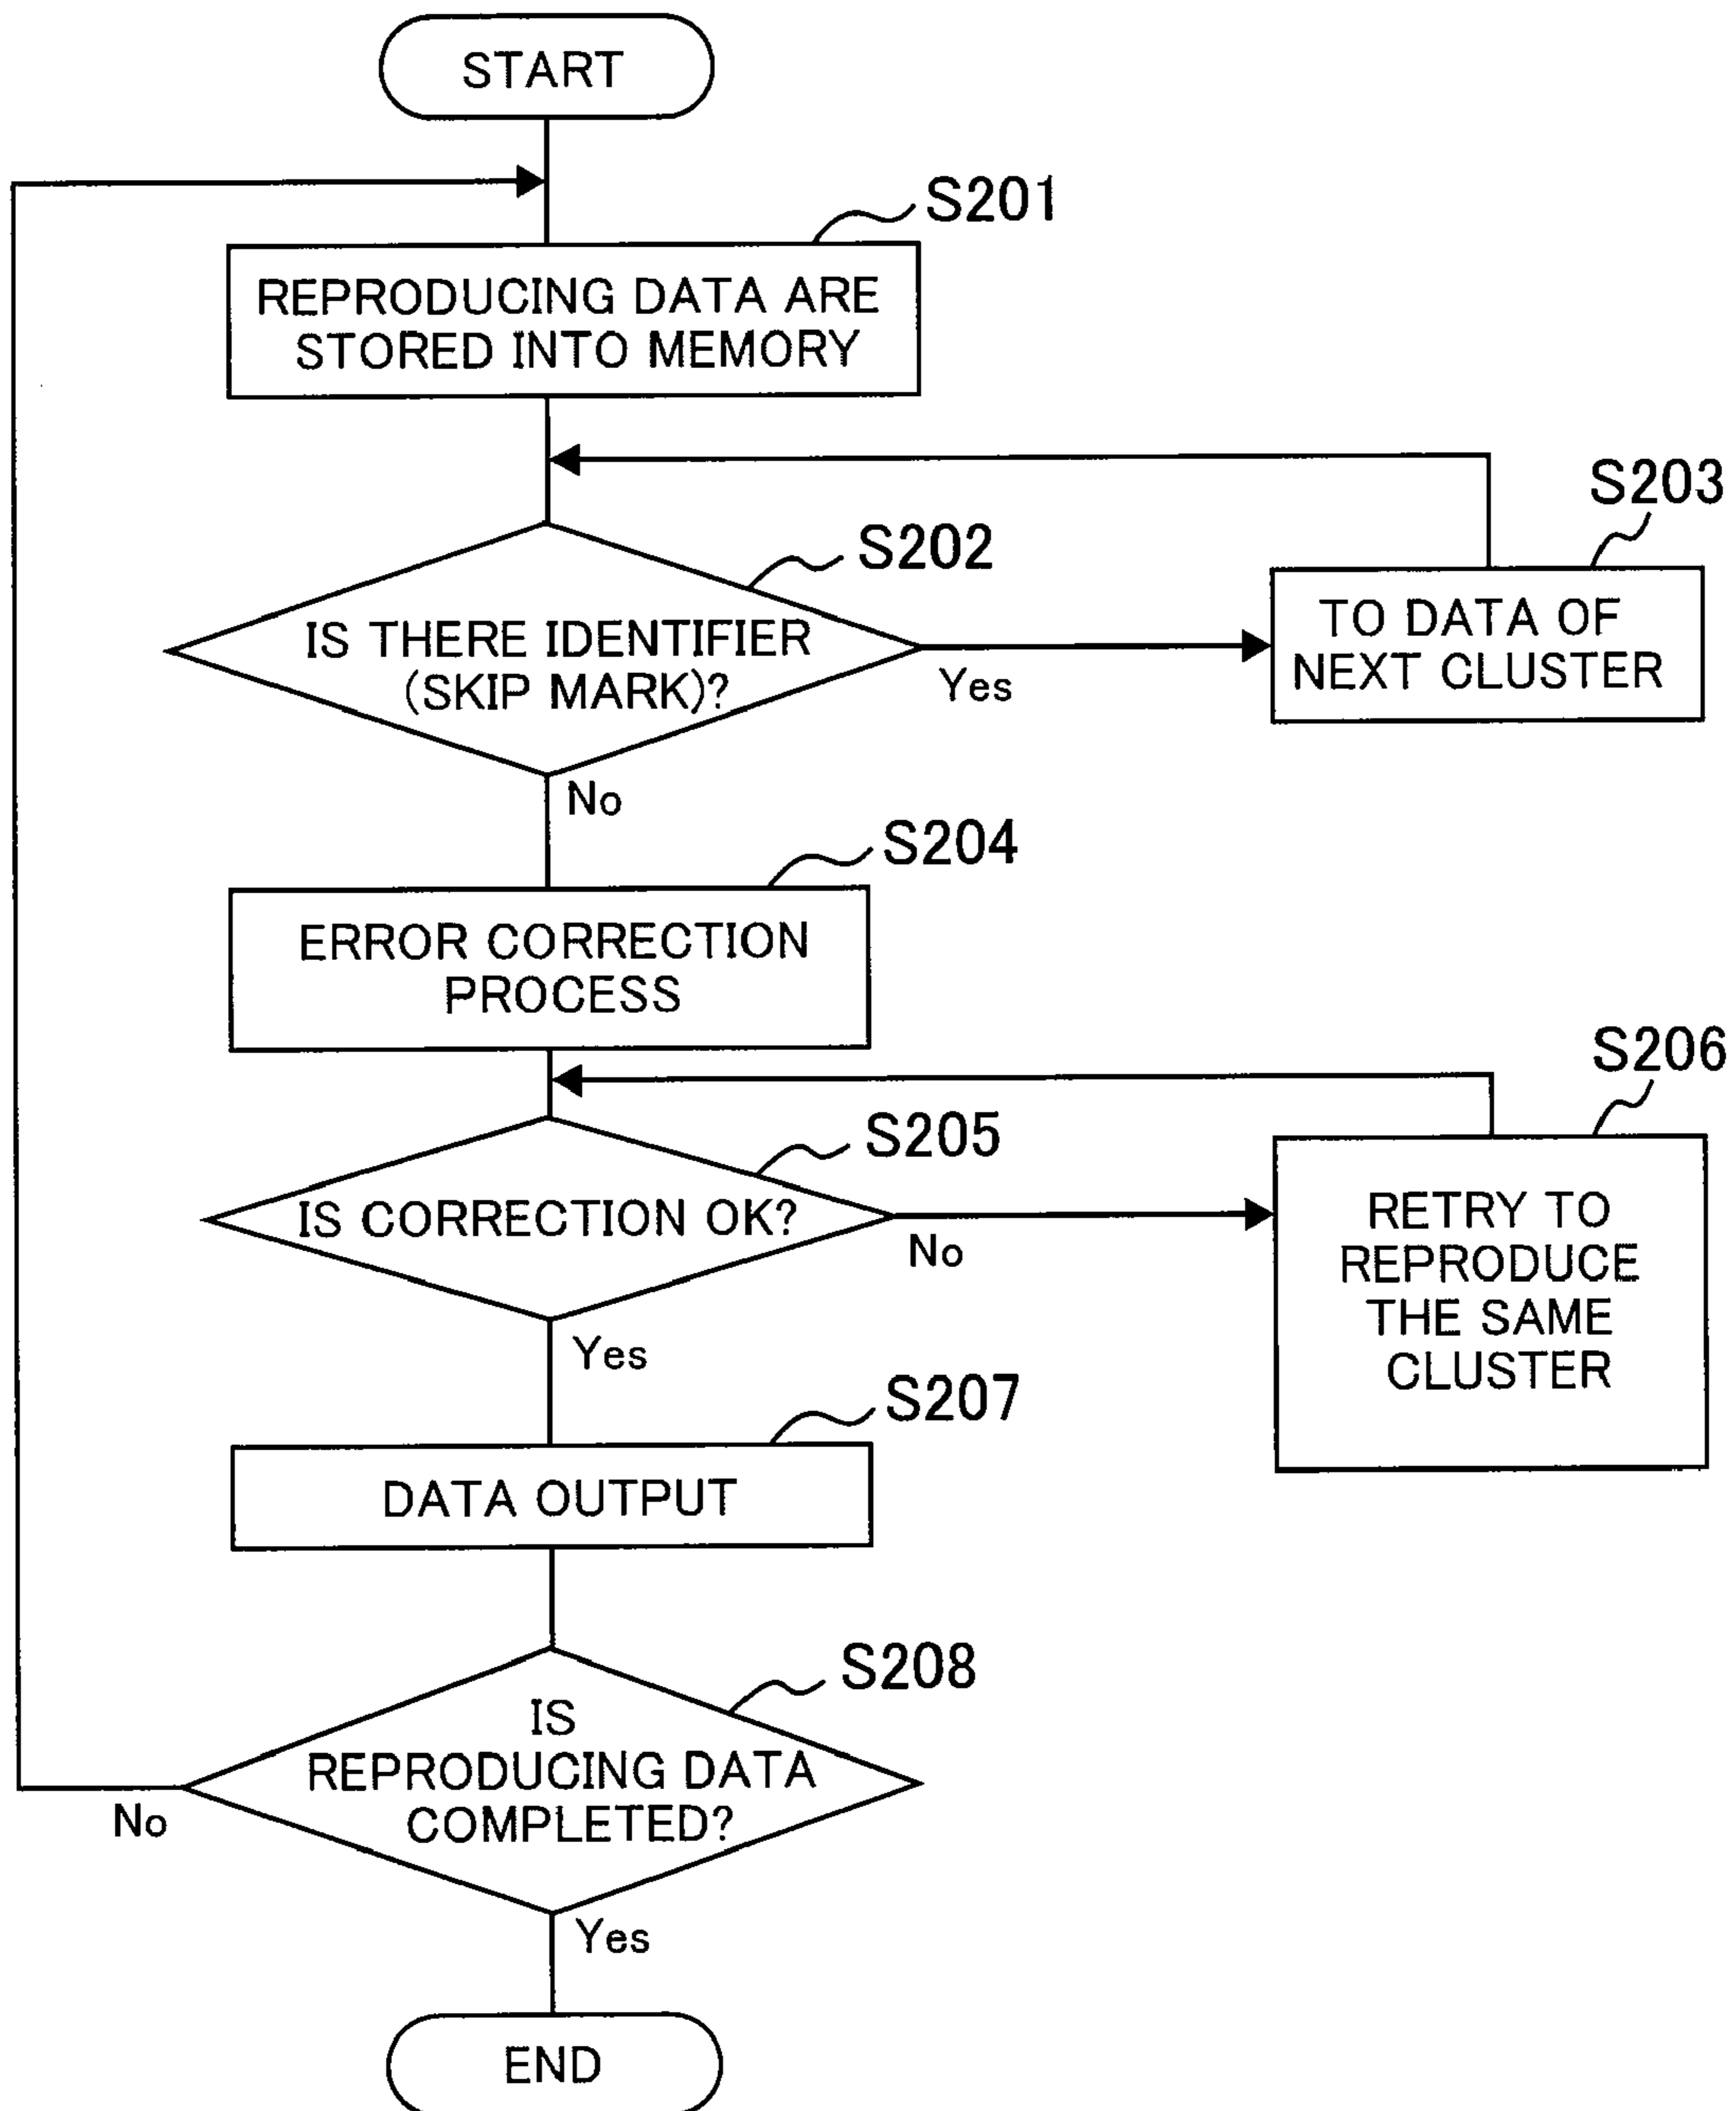 START
S201
REPRODUCING DATA ARE
STORED INTO MEMORY
S203
S202
TO DATA OF
NEXT CLUSTER
IS THERE IDENTIFIER
(SKIP MARK)?
Yes
No
S204
ERROR CORRECTION
PROCESS
S206
S205
IS CORRECTION OK?
No
RETRY TO
REPRODUCE
THE SAME
CLUSTER
Yes
S207
DATA OUTPUT
S208
IS
REPRODUCING DATA
COMPLETED?
No
Yes
END